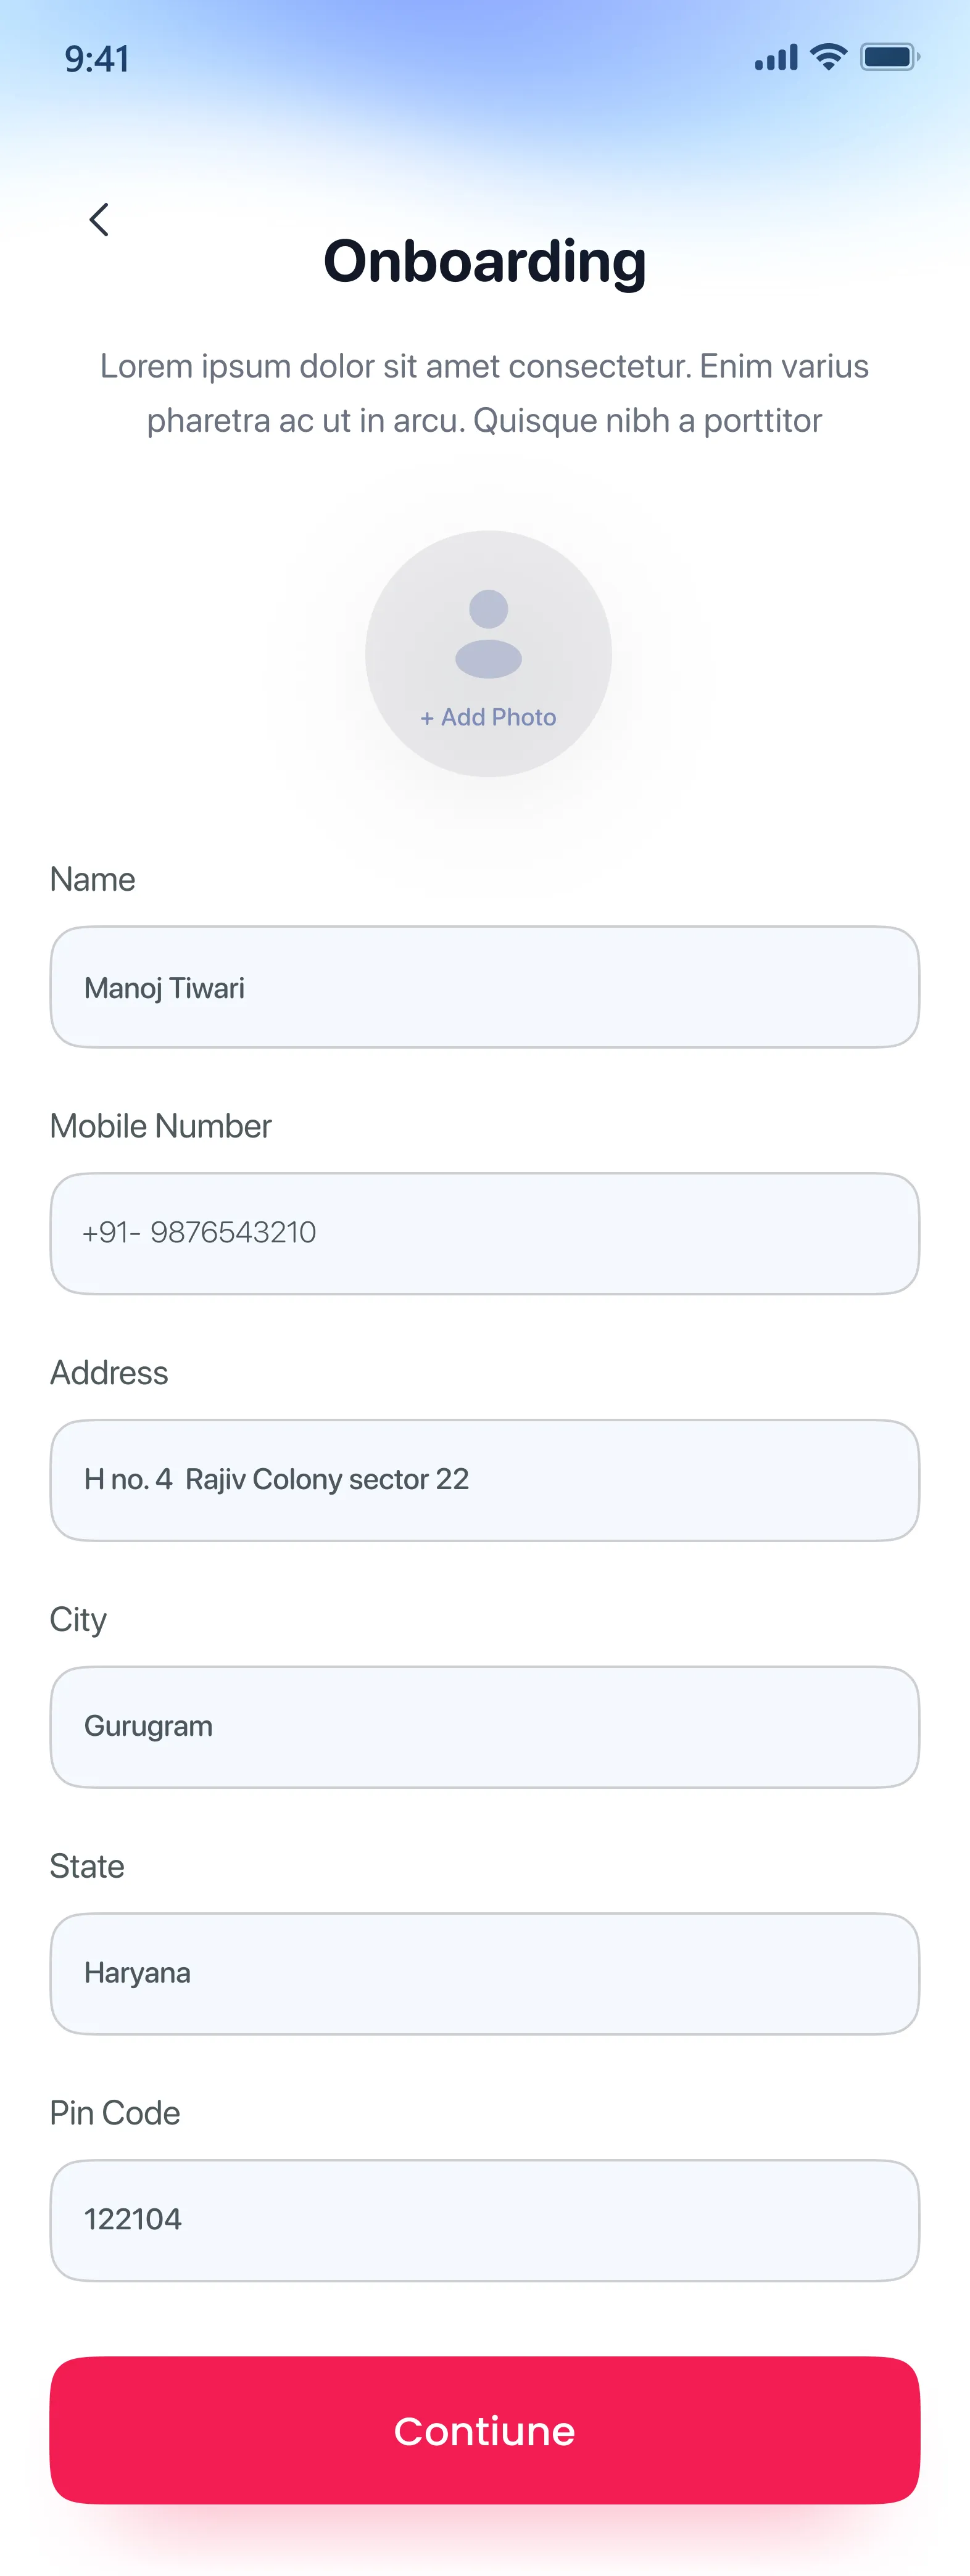 9:41
Onboarding
Lorem ipsum dolor sit amet consectetur. Enim varius
pharetra ac ut in arcu. Quisque nibh a porttitor
+ Add Photo
Name
Manoj Tiwari
Mobile Number
+91- 9876543210
Address
H no. 4  Rajiv Colony sector 22
City
Gurugram
State
Haryana
Pin Code
122104
Contiune